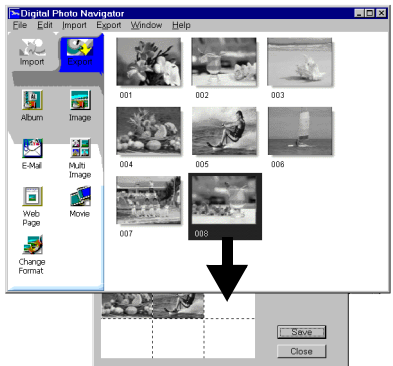 Digital Photo Navigator
File Edit Import Export Window Help
Import Export
001 002 003
Album Image
004 005 006
E-Mail Multi Image
007 008
Web Page Movie
Change Format
Save
Close